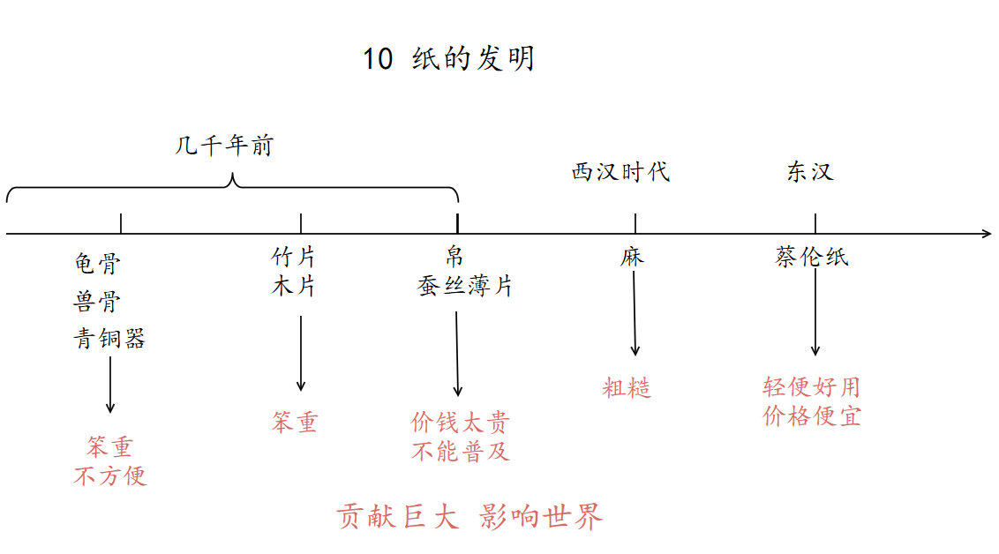 10 纸的发明
几千年前
西汉时代
东汉
龟骨
兽骨
青铜器
竹片
木片
帛
蚕丝薄片
麻
蔡伦纸
笨重
不方便
笨重
价钱太贵
不能普及
粗糙
轻便好用
价格便宜
贡献巨大 影响世界